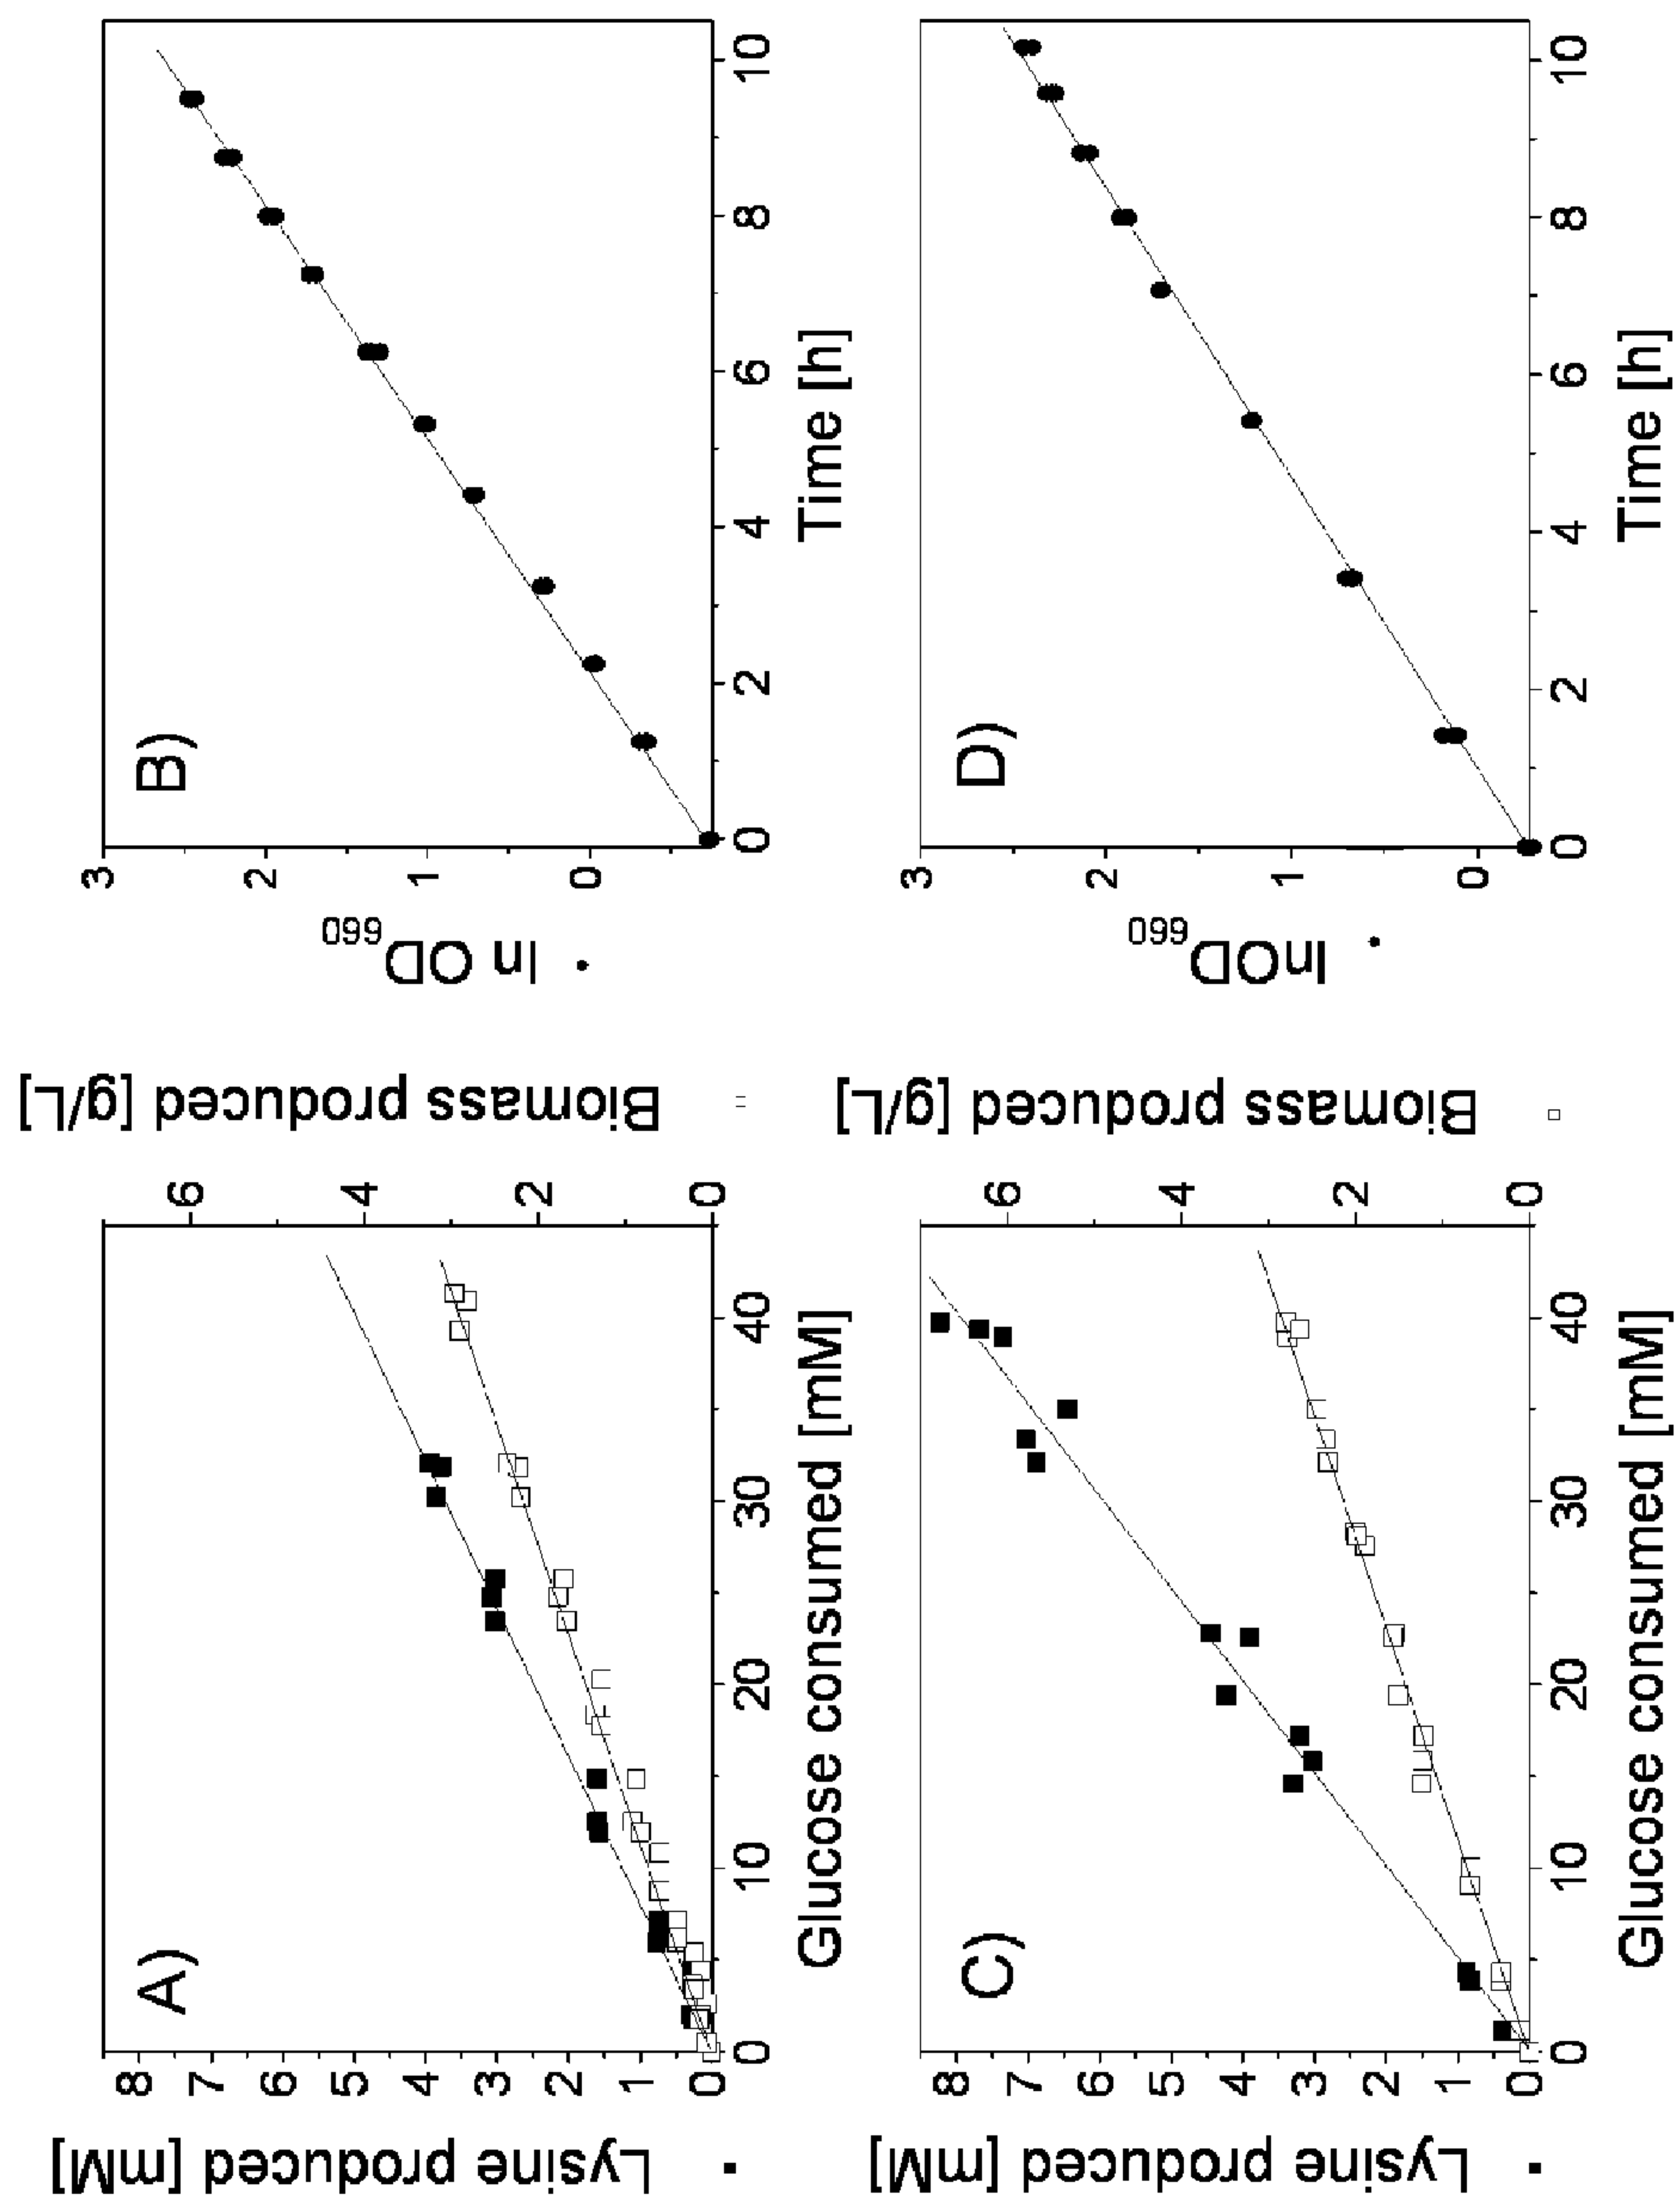 A)
Lysine produced [mM]
8
7
6
5
4
3
2
1
0
0 10 20 30 40
Glucose consumed [mM]
6
4
2
0
Biomass produced [g/L]
B)
ln OD660
3
2
1
0
0 2 4 6 8 10
Time [h]
C)
Lysine produced [mM]
8
7
6
5
4
3
2
1
0
0 10 20 30 40
Glucose consumed [mM]
6
4
2
0
Biomass produced [g/L]
D)
lnOD660
3
2
1
0
0 2 4 6 8 10
Time [h]